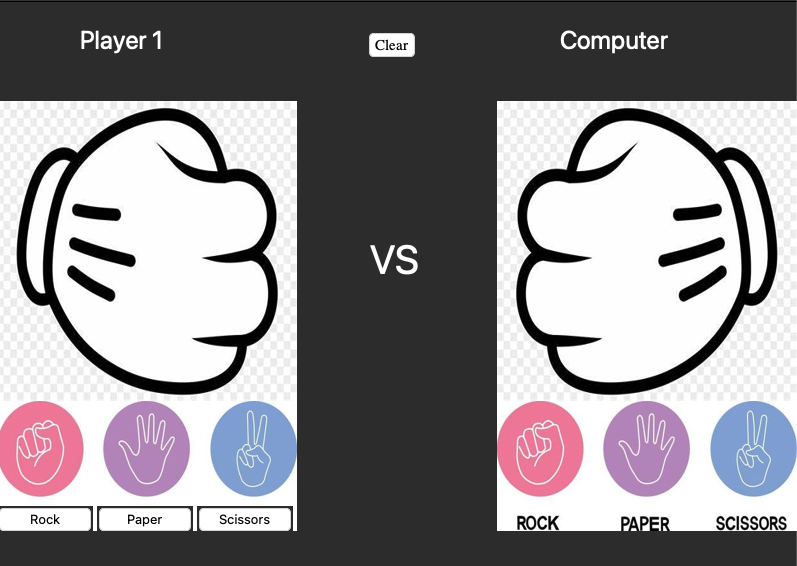 Player 1
Clear
Computer
VS
Rock
Paper
Scissors
ROCK
PAPER
SCISSORS